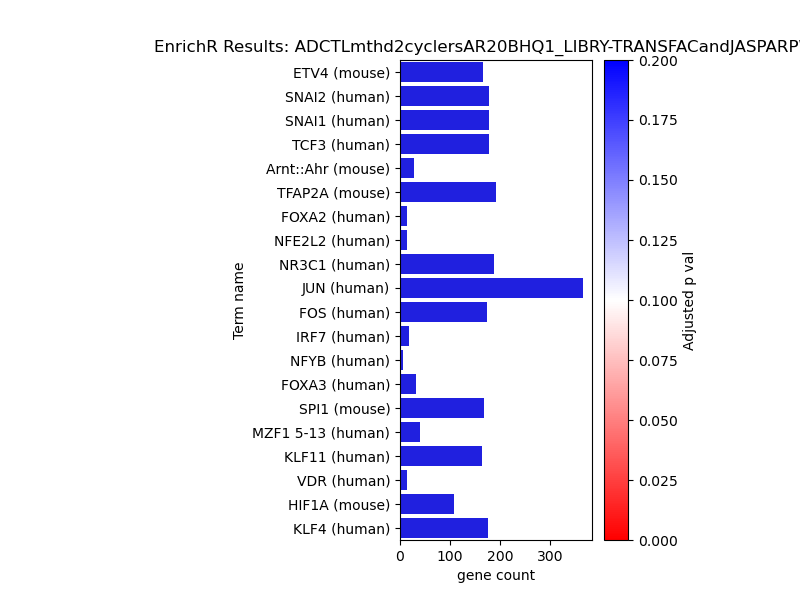 EnrichR Results: ADCTLmthd2cyclersAR20BHQ1_LIBRY-TRANSFACandJASPARPW
ETV4 (mouse)
SNAI2 (human)
SNAI1 (human)
TCF3 (human)
Arnt::Ahr (mouse)
TFAP2A (mouse)
FOXA2 (human)
NFE2L2 (human)
NR3C1 (human)
JUN (human)
FOS (human)
IRF7 (human)
NFYB (human)
FOXA3 (human)
SPI1 (mouse)
MZF1 5-13 (human)
KLF11 (human)
VDR (human)
HIF1A (mouse)
KLF4 (human)
Term name
0 100 200 300
gene count
0.200
0.175
0.150
0.125
0.100
0.075
0.050
0.025
0.000
Adjusted p val